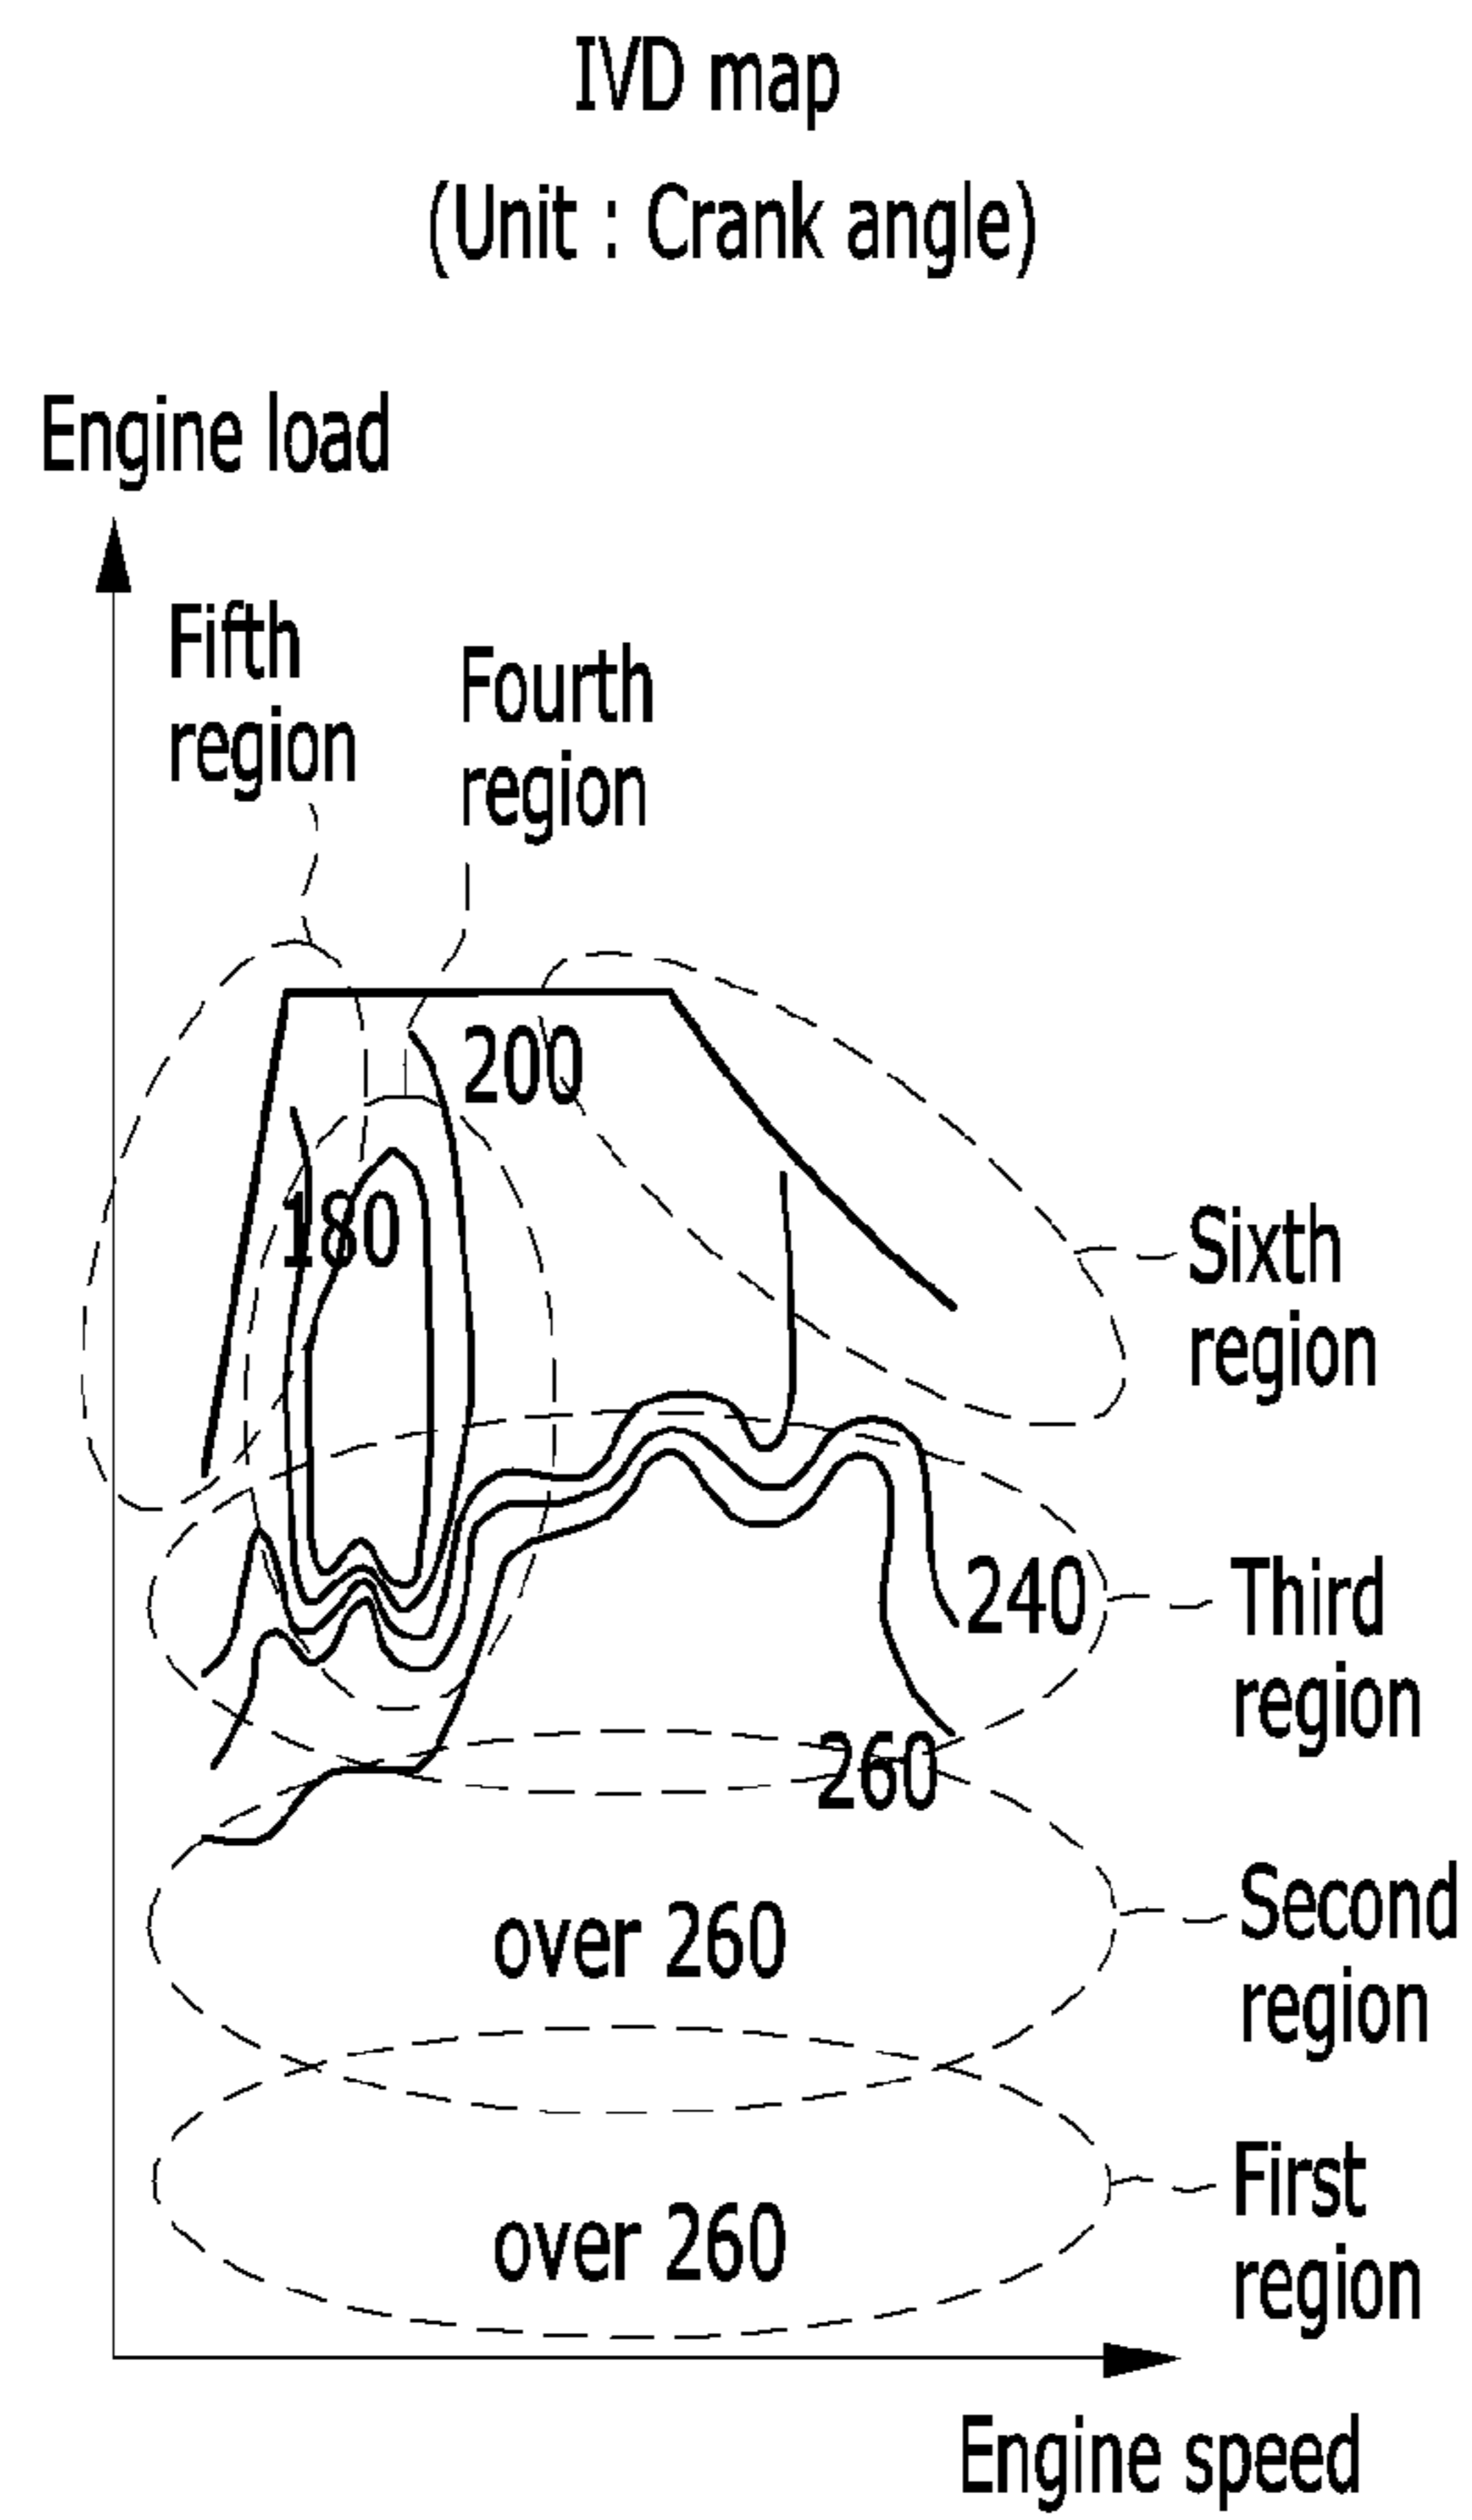 IVD map
(Unit : Crank angle)
Engine load
Fifth
region
Fourth
region
200
180
Sixth
region
240
Third
region
260
Second
region
over 260
First
region
over 260
Engine speed